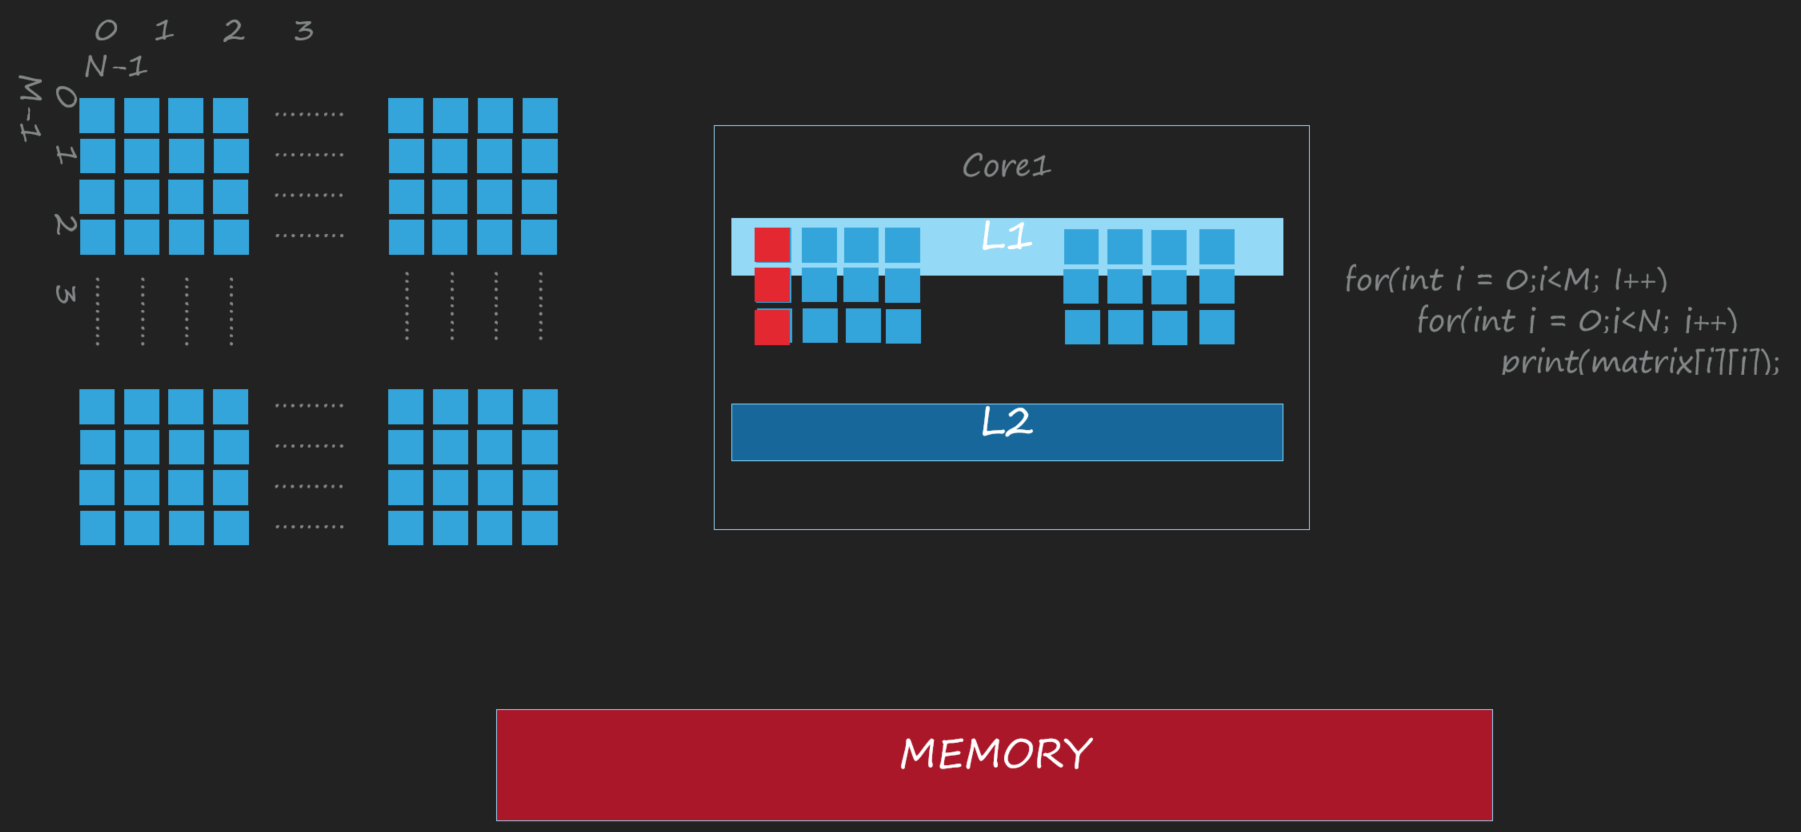 0 1 2 3
N-1
M-1
0
1
2
3
Core1
L1
L2
for(int i = 0;i<M; I++)
for(int i = 0;i<N; i++)
print(matrix[i][i]);
MEMORY